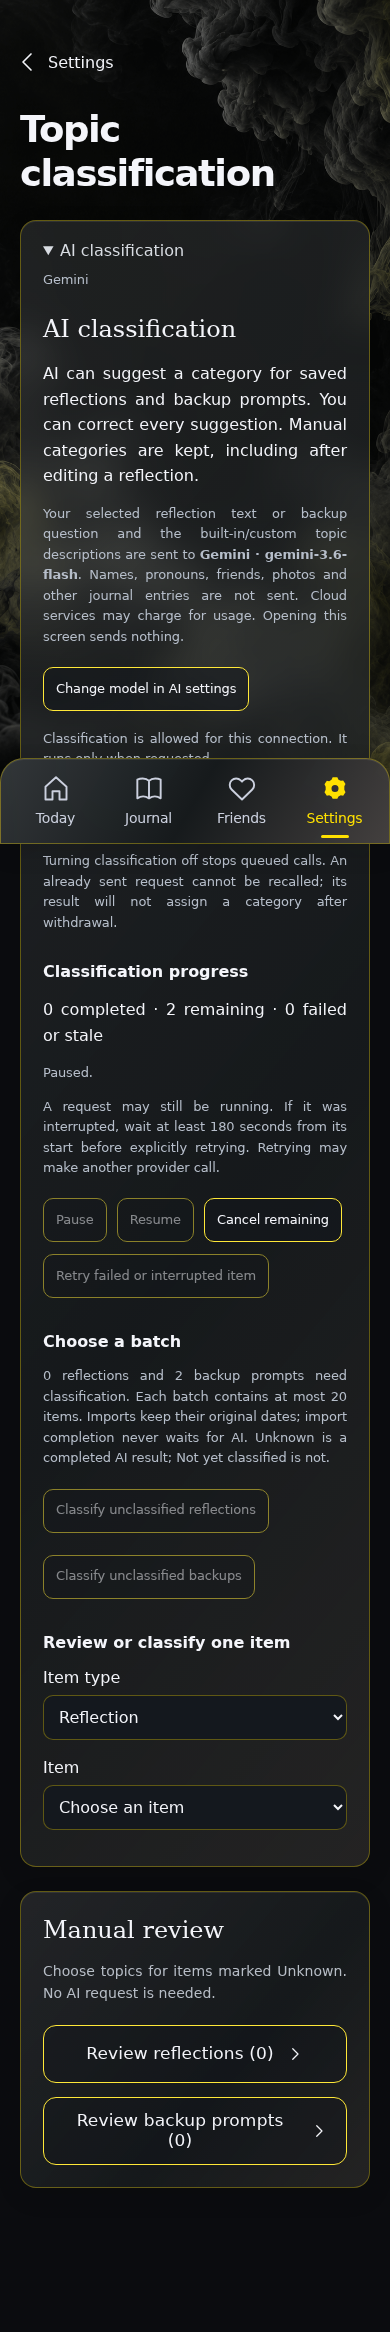 Settings
Topic
classification
▼ AI classification
Gemini
AI classification
AI can suggest a category for saved
reflections and backup prompts. You
can correct every suggestion. Manual
categories are kept, including after
editing a reflection.
Your selected reflection text or backup
question and the built-in/custom topic
descriptions are sent to Gemini · gemini-3.6-
flash. Names, pronouns, friends, photos and
other journal entries are not sent. Cloud
services may charge for usage. Opening this
screen sends nothing.
Change model in AI settings
Classification is allowed for this connection. It
runs only when requested.
Today
Journal
Friends
Settings
Turning classification off stops queued calls. An
already sent request cannot be recalled; its
result will not assign a category after
withdrawal.
Classification progress
0 completed · 2 remaining · 0 failed
or stale
Paused.
A request may still be running. If it was
interrupted, wait at least 180 seconds from its
start before explicitly retrying. Retrying may
make another provider call.
Pause
Resume
Cancel remaining
Retry failed or interrupted item
Choose a batch
0 reflections and 2 backup prompts need
classification. Each batch contains at most 20
items. Imports keep their original dates; import
completion never waits for AI. Unknown is a
completed AI result; Not yet classified is not.
Classify unclassified reflections
Classify unclassified backups
Review or classify one item
Item type
Reflection
Item
Choose an item
Manual review
Choose topics for items marked Unknown.
No AI request is needed.
Review reflections (0)
Review backup prompts
(0)